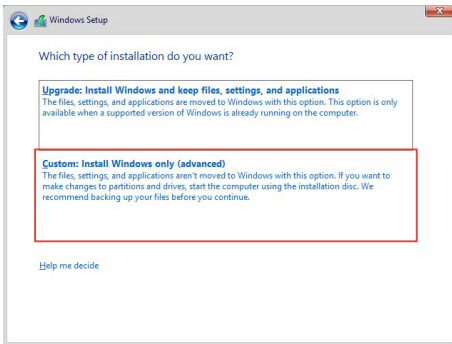 Windows Setup
Which type of installation do you want?
Upgrade: Install Windows and keep files, settings, and applications
The files, settings, and applications are moved to Windows with this option. This option is only
available when a supported version of Windows is already running on the computer.
Custom: Install Windows only (advanced)
The files, settings, and applications aren't moved to Windows with this option. If you want to
make changes to partitions and drives, start the computer using the installation disc. We
recommend backing up your files before you continue.
Help me decide